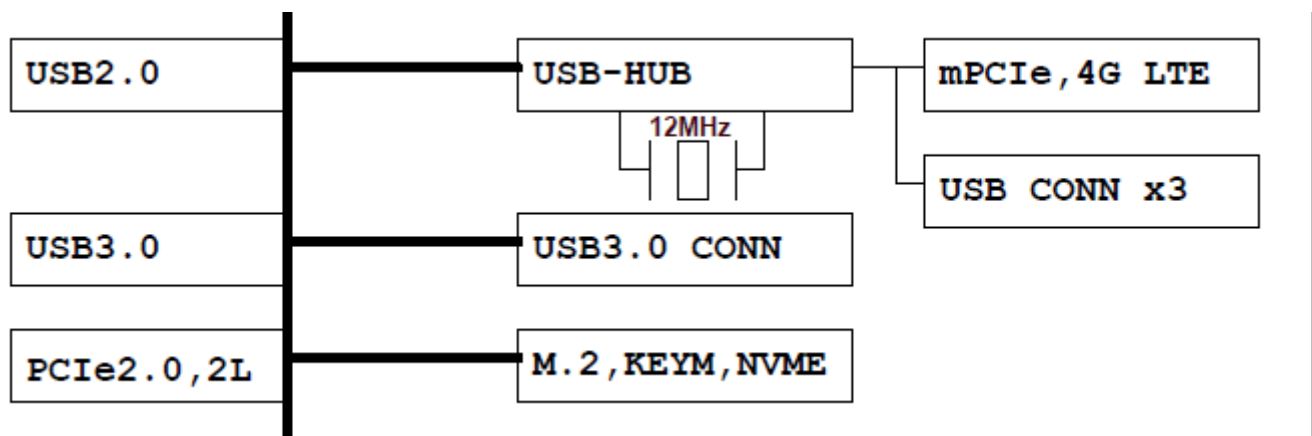 USB2.0
USB-HUB
mPCIe,4G LTE
12MHz
USB CONN x3
USB3.0
USB3.0 CONN
PCIe2.0,2L
M.2,KEYM,NVME